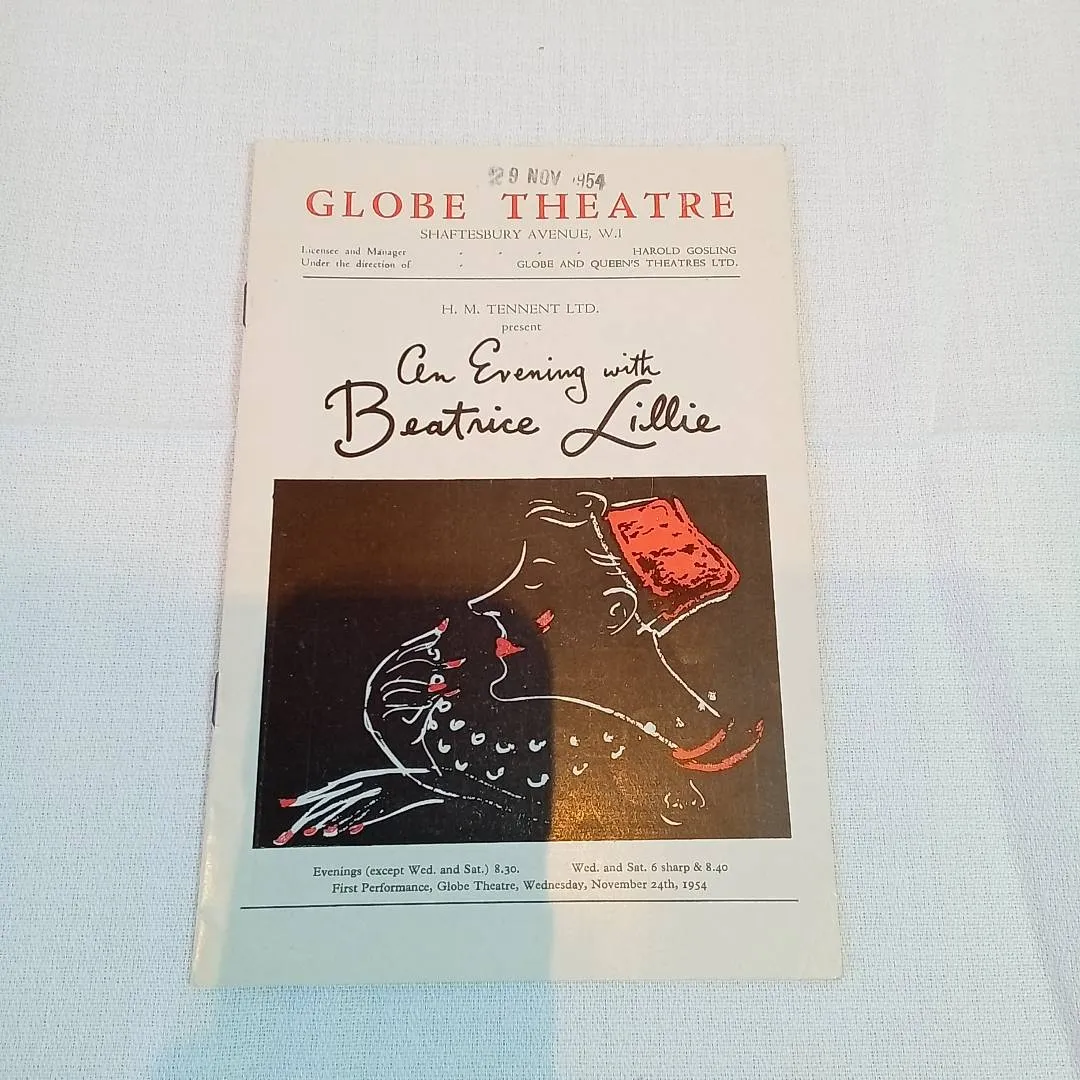 29 NOV 1954
GLOBE THEATRE
SHAFTESBURY AVENUE, W.1
Licensee and Manager . . . . HAROLD GOSLING
Under the direction of . GLOBE AND QUEEN'S THEATRES LTD.
H. M. TENNENT LTD.
present
An Evening with
Beatrice Lillie
Evenings (except Wed. and Sat.) 8.30. Wed. and Sat. 6 sharp & 8.40
First Performance, Globe Theatre, Wednesday, November 24th, 1954